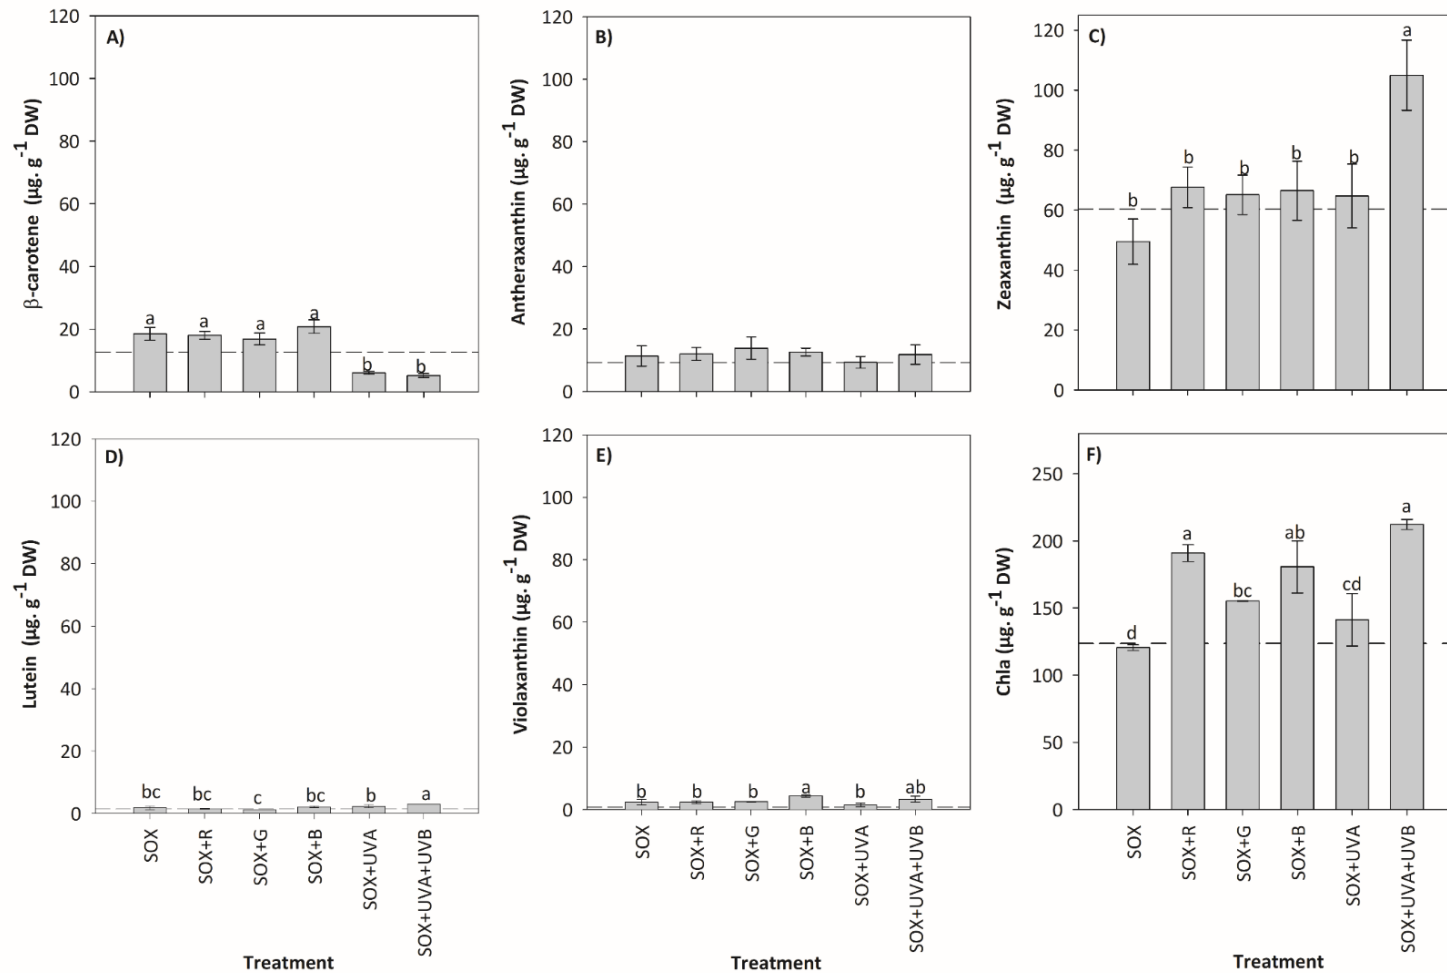 A)
β-carotene (µg. g-1 DW)
120
100
80
60
40
20
0
a
a
a
a
b
b
B)
Antheraxanthin (µg. g-1 DW)
120
100
80
60
40
20
0
C)
Zeaxanthin (µg. g-1 DW)
120
100
80
60
40
20
0
b
b
b
b
b
a
D)
Lutein (µg. g-1 DW)
120
100
80
60
40
20
0
bc
bc
c
bc
b
a
SOX
SOX+R
SOX+G
SOX+B
SOX+UVA
SOX+UVA+UVB
Treatment
E)
Violaxanthin (µg. g-1 DW)
120
100
80
60
40
20
0
b
b
b
a
b
ab
SOX
SOX+R
SOX+G
SOX+B
SOX+UVA
SOX+UVA+UVB
Treatment
F)
Chla (µg. g-1 DW)
250
200
150
100
50
0
d
a
bc
ab
cd
a
SOX
SOX+R
SOX+G
SOX+B
SOX+UVA
SOX+UVA+UVB
Treatment